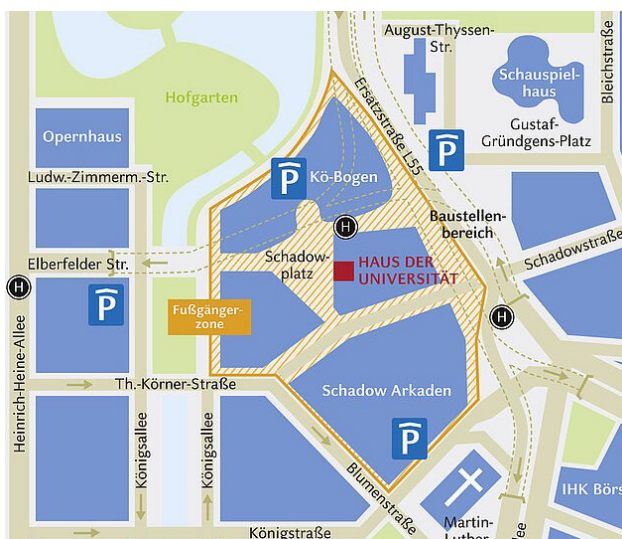 August-Thyssen-
Str.
Bleichstraße
Schauspiel-
haus
Hofgarten
Ersatzstraße L55
Gustaf-
Gründgens-Platz
Opernhaus
P
P
Kö-Bogen
Ludw.-Zimmerm.-Str.
H
Baustellen-
bereich
Schadowstraße
Schadow-
platz
HAUS DER
UNIVERSITÄT
Elberfelder Str.
H
P
Fußgänger-
zone
H
Heinrich-Heine-Allee
Th.-Körner-Straße
Schadow Arkaden
Königsallee
Königsallee
P
Blumenstraße
IHK Börs
Königstraße
Martin-
Luther
lee